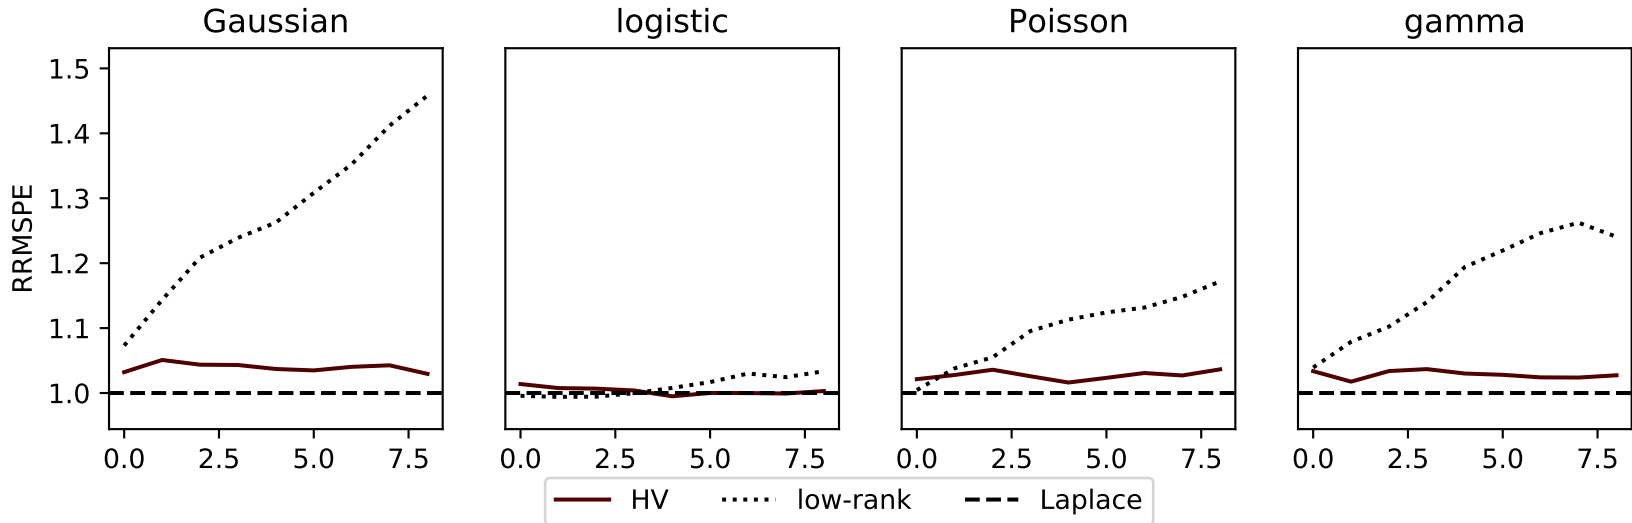 Gaussian logistic Poisson gamma
RRMSPE
1.5
1.4
1.3
1.2
1.1
1.0
0.0 2.5 5.0 7.5 0.0 2.5 5.0 7.5 0.0 2.5 5.0 7.5 0.0 2.5 5.0 7.5
HV low-rank Laplace